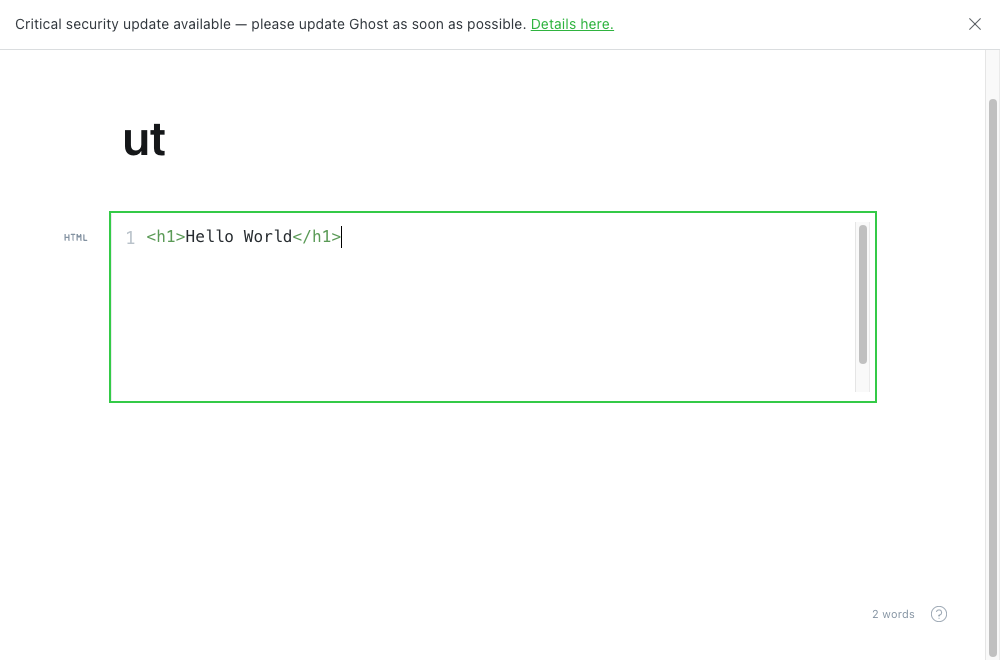 Critical security update available — please update Ghost as soon as possible. Details here.
ut
HTML
1 <h1>Hello World</h1>
2 words
?